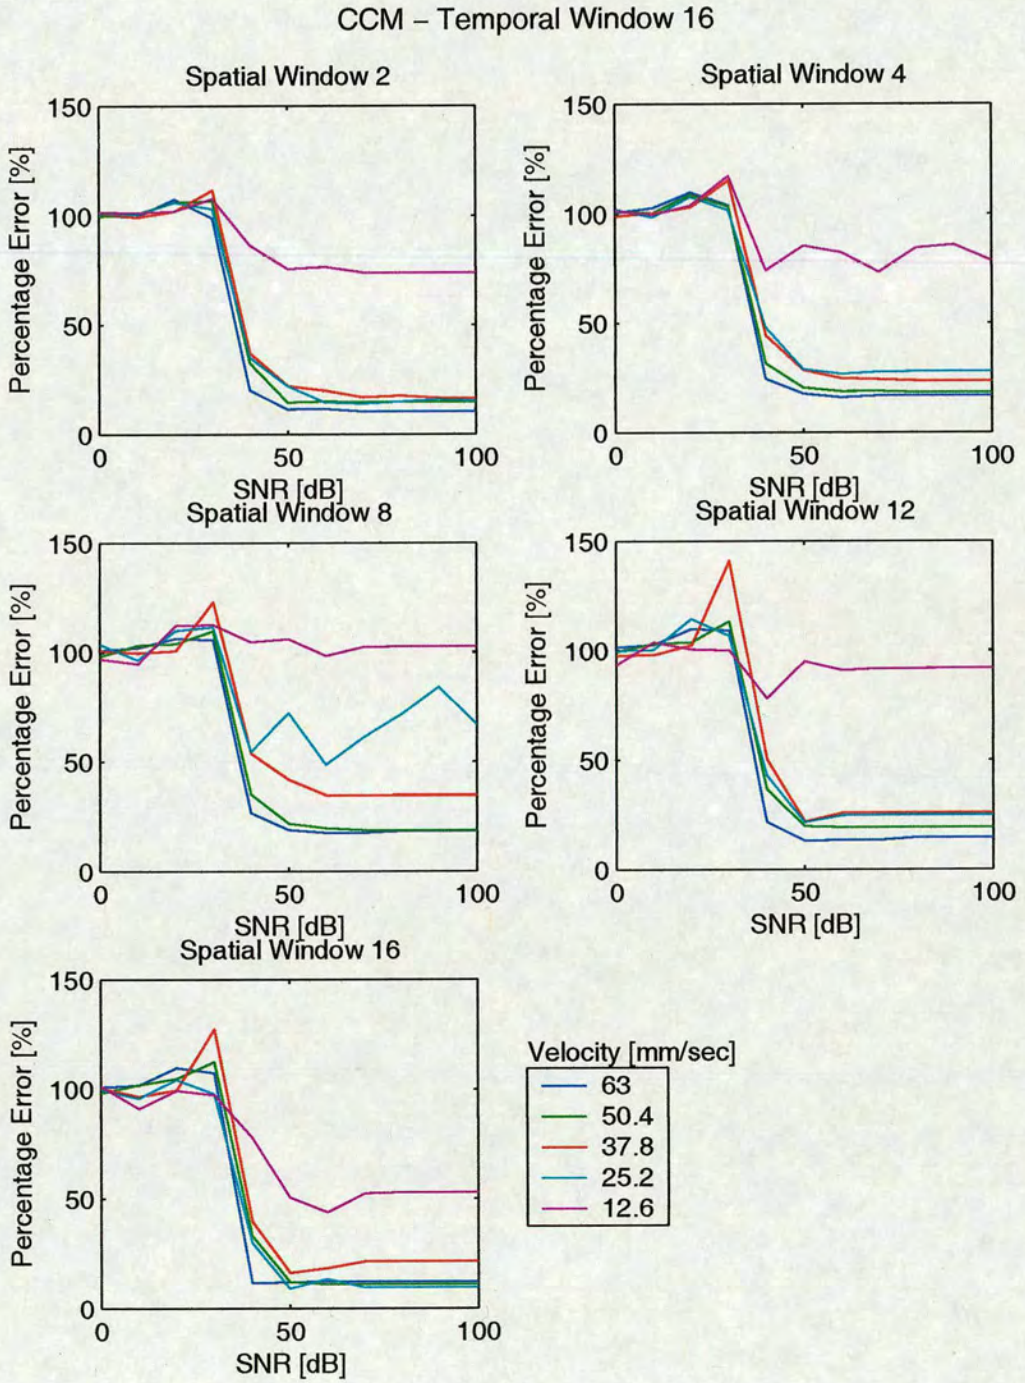 CCM – Temporal Window 16
Spatial Window 2
Percentage Error [%]
150
100
50
0
0 50 100
SNR [dB]
Spatial Window 4
Percentage Error [%]
150
100
50
0
0 50 100
SNR [dB]
Spatial Window 8
Percentage Error [%]
150
100
50
0
0 50 100
SNR [dB]
Spatial Window 12
Percentage Error [%]
150
100
50
0
0 50 100
SNR [dB]
Spatial Window 16
Percentage Error [%]
150
100
50
0
0 50 100
SNR [dB]
Velocity [mm/sec]
63
50.4
37.8
25.2
12.6